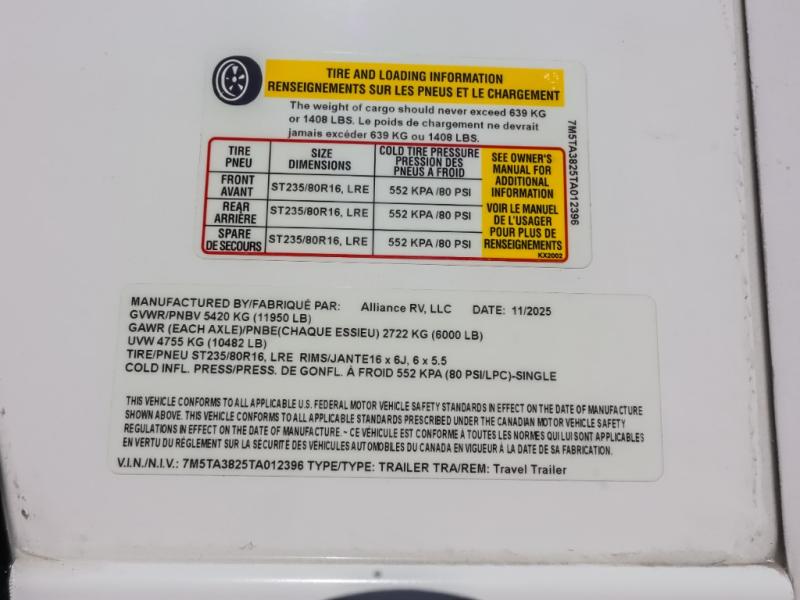 TIRE AND LOADING INFORMATION
RENSEIGNEMENTS SUR LES PNEUS ET LE CHARGEMENT
The weight of cargo should never exceed 639 KG
or 1408 LBS. Le poids de chargement ne devrait
jamais excéder 639 KG ou 1408 LBS.
TIRE
PNEU
SIZE
DIMENSIONS
COLD TIRE PRESSURE
PRESSION DES
PNEUS A FROID
SEE OWNER'S
MANUAL FOR
ADDITIONAL
INFORMATION
VOIR LE MANUEL
DE L'USAGER
POUR PLUS DE
RENSEIGNEMENTS
KX2002
FRONT
AVANT
ST235/80R16, LRE
552 KPA /80 PSI
REAR
ARRIÈRE
ST235/80R16, LRE
552 KPA /80 PSI
SPARE
DE SECOURS
ST235/80R16, LRE
552 KPA /80 PSI
7M5TA3825TA012396
MANUFACTURED BY/FABRIQUÉ PAR: Alliance RV, LLC DATE: 11/2025
GVWR/PNBV 5420 KG (11950 LB)
GAWR (EACH AXLE)/PNBE(CHAQUE ESSIEU) 2722 KG (6000 LB)
UVW 4755 KG (10482 LB)
TIRE/PNEU ST235/80R16, LRE RIMS/JANTE16 x 6J, 6 x 5.5
COLD INFL. PRESS/PRESS. DE GONFL. À FROID 552 KPA (80 PSI/LPC)-SINGLE
THIS VEHICLE CONFORMS TO ALL APPLICABLE U.S. FEDERAL MOTOR VEHICLE SAFETY STANDARDS IN EFFECT ON THE DATE OF MANUFACTURE
SHOWN ABOVE. THIS VEHICLE CONFORMS TO ALL APPLICABLE STANDARDS PRESCRIBED UNDER THE CANADIAN MOTOR VEHICLE SAFETY
REGULATIONS IN EFFECT ON THE DATE OF MANUFACTURE. ~ CE VÉHICULE EST CONFORME À TOUTES LES NORMES QUI LUI SONT APPLICABLES
EN VERTU DU RÉGLEMENT SUR LA SÉCURITÉ DES VÉHICULES AUTOMOBILES DU CANADA EN VIGUEUR À LA DATE DE SA FABRICATION.
V.I.N./N.I.V.: 7M5TA3825TA012396 TYPE/TYPE: TRAILER TRA/REM: Travel Trailer